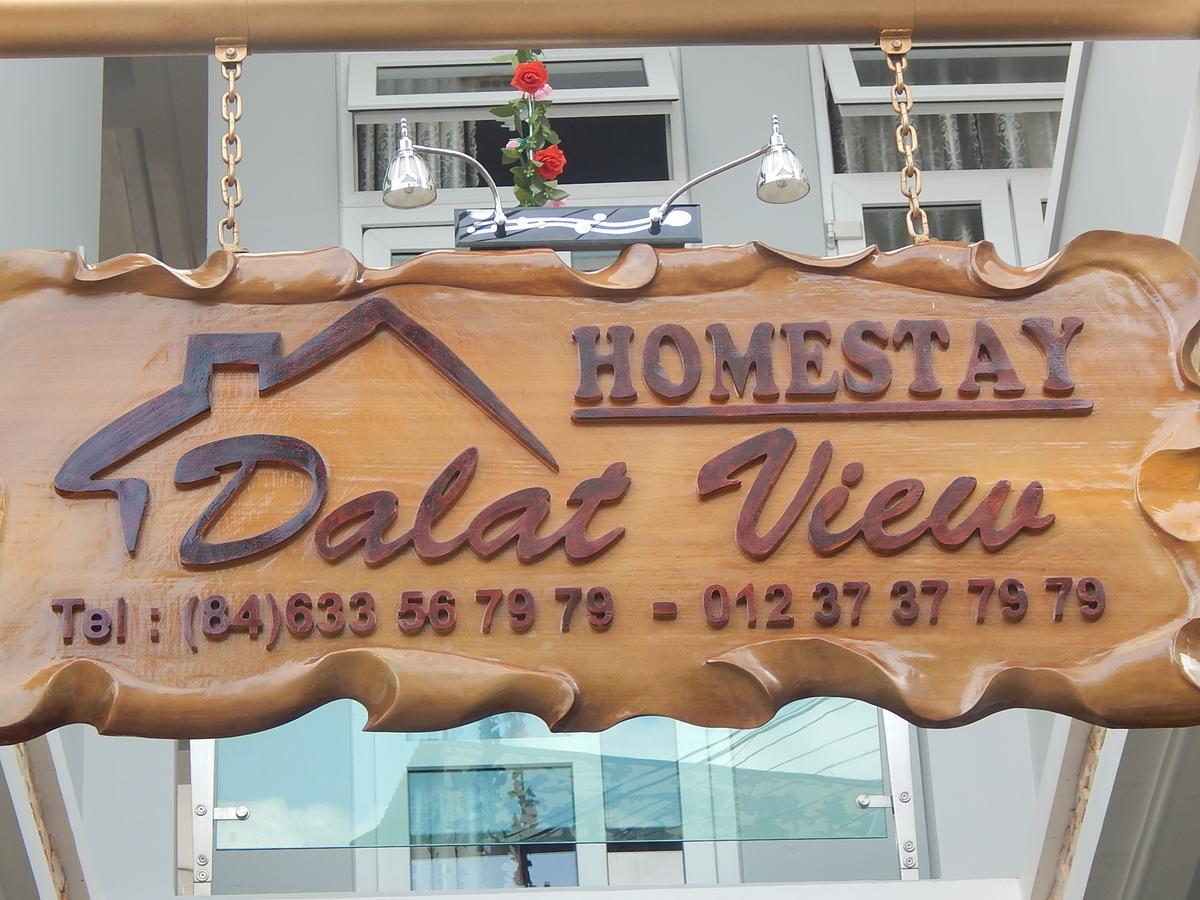 HOMESTAY
Dalat View
Tel : (84)633 56 79 79 - 012 37 37 79 79